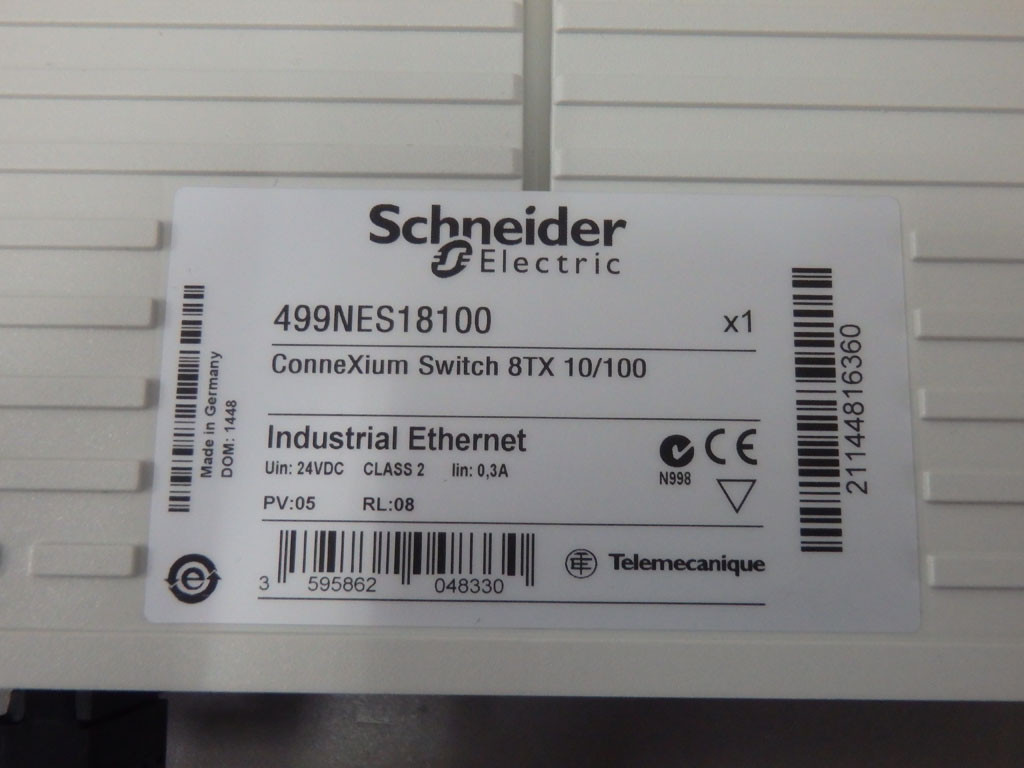 Schneider
Electric
499NES18100 x1
ConneXium Switch 8TX 10/100
Industrial Ethernet
Uin: 24VDC CLASS 2 Iin: 0,3A
PV:05 RL:08
N998
CE
3 595862 048330
Telemecanique
Made in Germany
DOM: 1448
21144816360
e